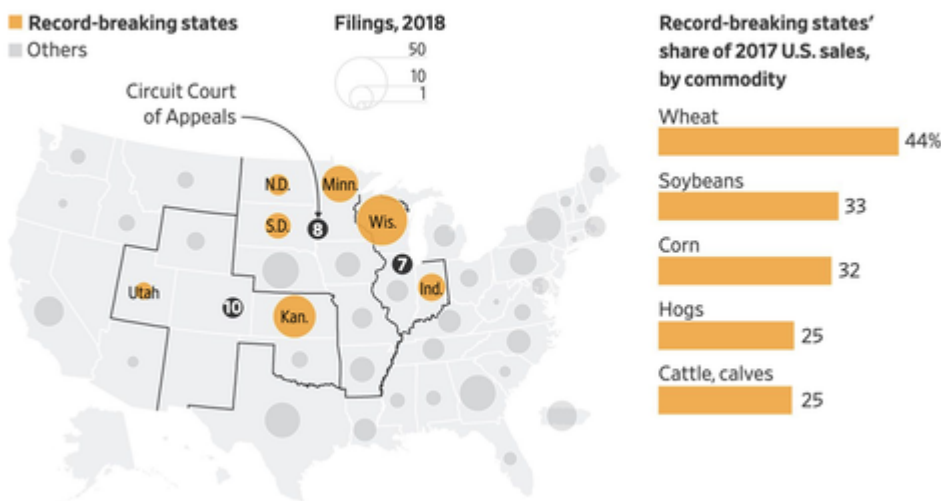 Record-breaking states
Others
Filings, 2018
50
10
1
Circuit Court
of Appeals
N.D.
Minn.
S.D.
8
Wis.
7
Utah
10
Kan.
Ind.
Record-breaking states'
share of 2017 U.S. sales,
by commodity
Wheat
44%
Soybeans
33
Corn
32
Hogs
25
Cattle, calves
25